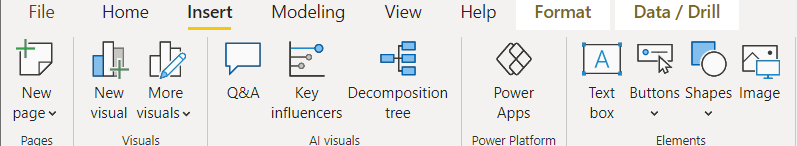 File Home Insert Modeling View Help Format Data / Drill
New page
New visual
More visuals
Q&A
Key influencers
Decomposition tree
Power Apps
A
Text box
Buttons
Shapes
Image
Pages Visuals AI visuals Power Platform Elements